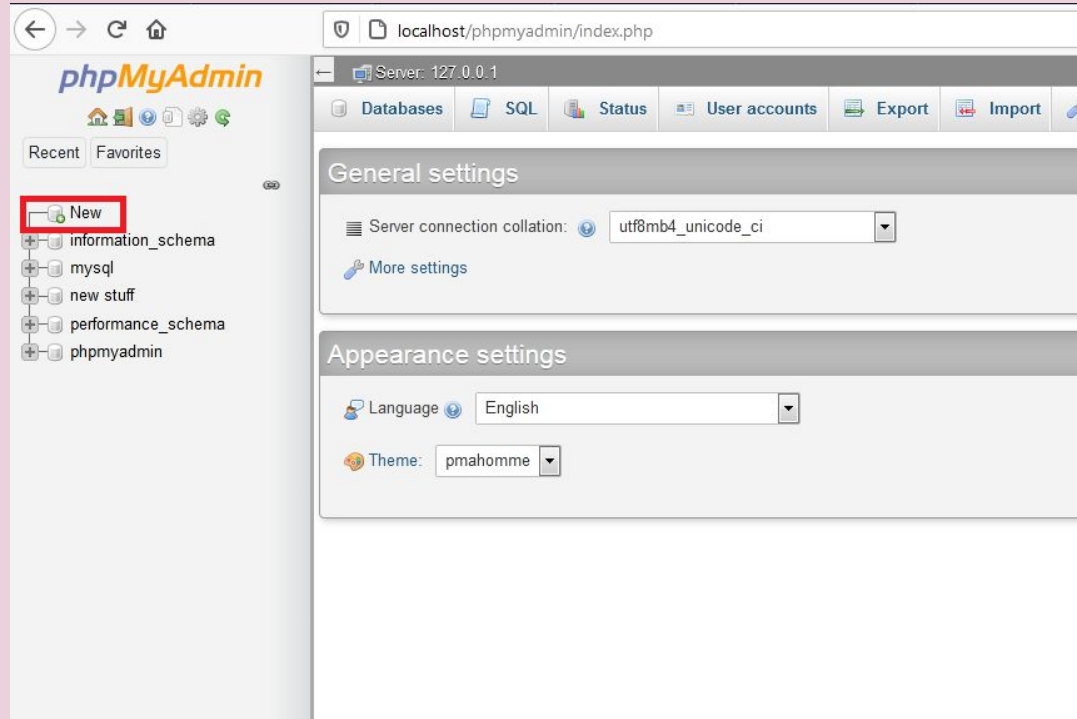 localhost/phpmyadmin/index.php
phpMyAdmin
Recent Favorites
New
information_schema
mysql
new stuff
performance_schema
phpmyadmin
Server: 127.0.0.1
Databases SQL Status User accounts Export Import
General settings
Server connection collation: utf8mb4_unicode_ci
More settings
Appearance settings
Language English
Theme: pmahomme